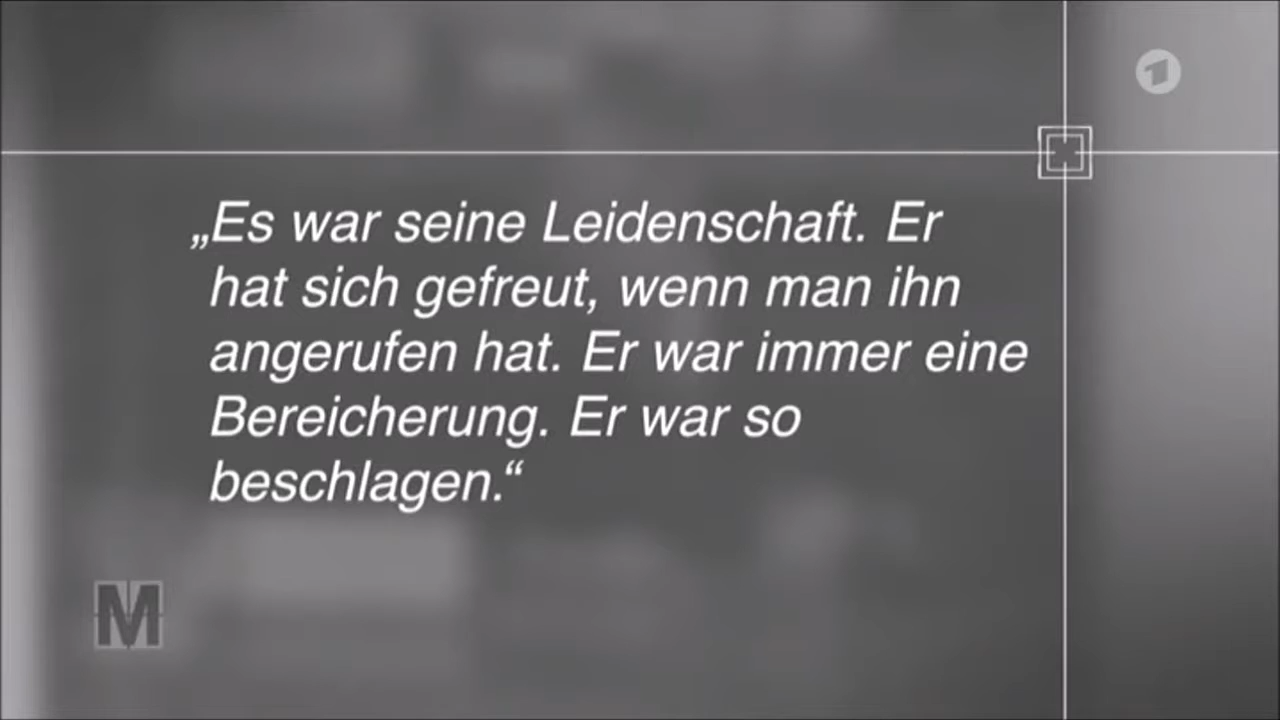 1
„Es war seine Leidenschaft. Er
hat sich gefreut, wenn man ihn
angerufen hat. Er war immer eine
Bereicherung. Er war so
beschlagen.“
M